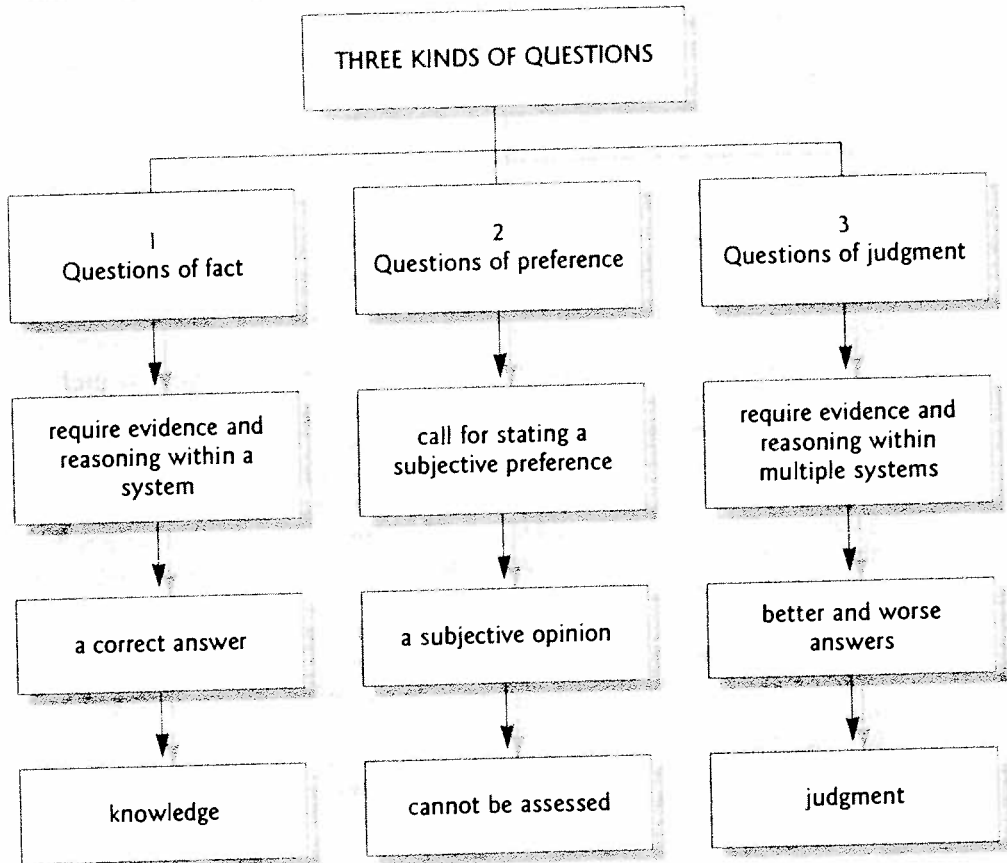 THREE KINDS OF QUESTIONS
1
Questions of fact
2
Questions of preference
3
Questions of judgment
require evidence and
reasoning within a
system
call for stating a
subjective preference
require evidence and
reasoning within
multiple systems
a correct answer
a subjective opinion
better and worse
answers
knowledge
cannot be assessed
judgment